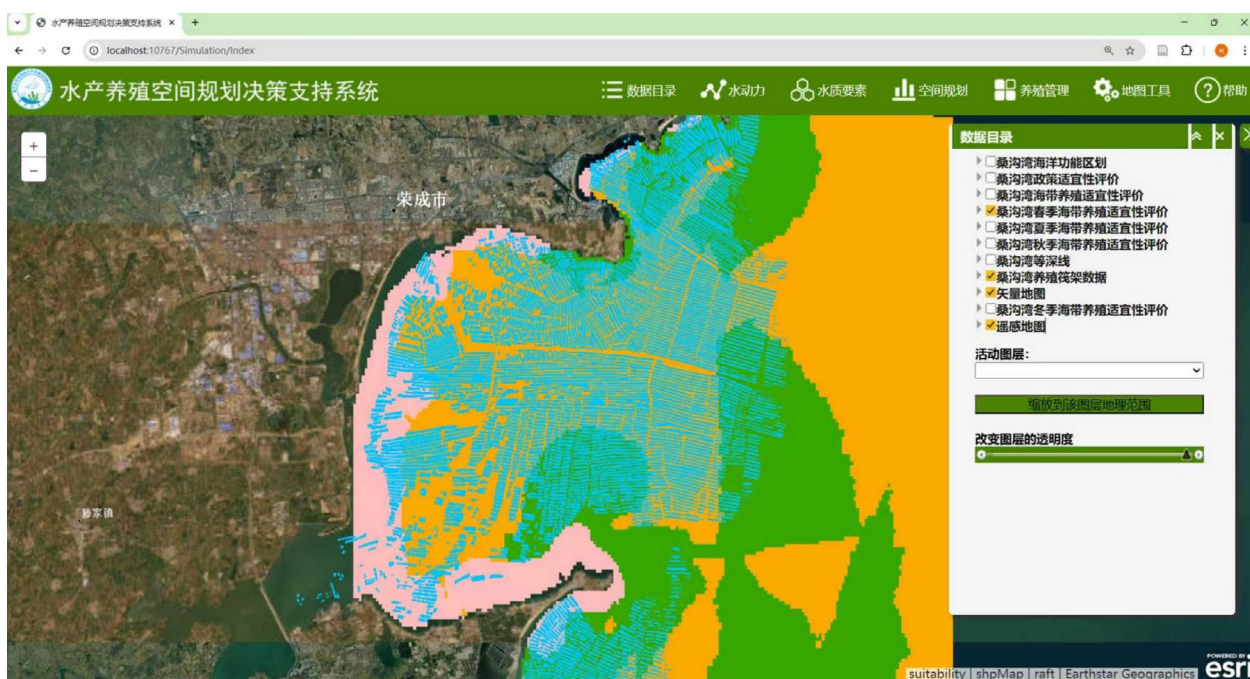 水产养殖空间规划决策支持系统
localhost:10767/Simulation/Index
水产养殖空间规划决策支持系统
数据目录
水动力
水质要素
空间规划
养殖管理
地图工具
帮助
荣成市
滕家镇
数据目录
桑沟湾海洋功能区划
桑沟湾政策适宜性评价
桑沟湾海带养殖适宜性评价
桑沟湾春季海带养殖适宜性评价
桑沟湾夏季海带养殖适宜性评价
桑沟湾秋季海带养殖适宜性评价
桑沟湾等深线
桑沟湾养殖筏架数据
矢量地图
桑沟湾冬季海带养殖适宜性评价
遥感地图
活动图层:
缩放到该图层地理范围
改变图层的透明度
suitability | shpMap | raft | Earthstar Geographics
POWERED BY
esri